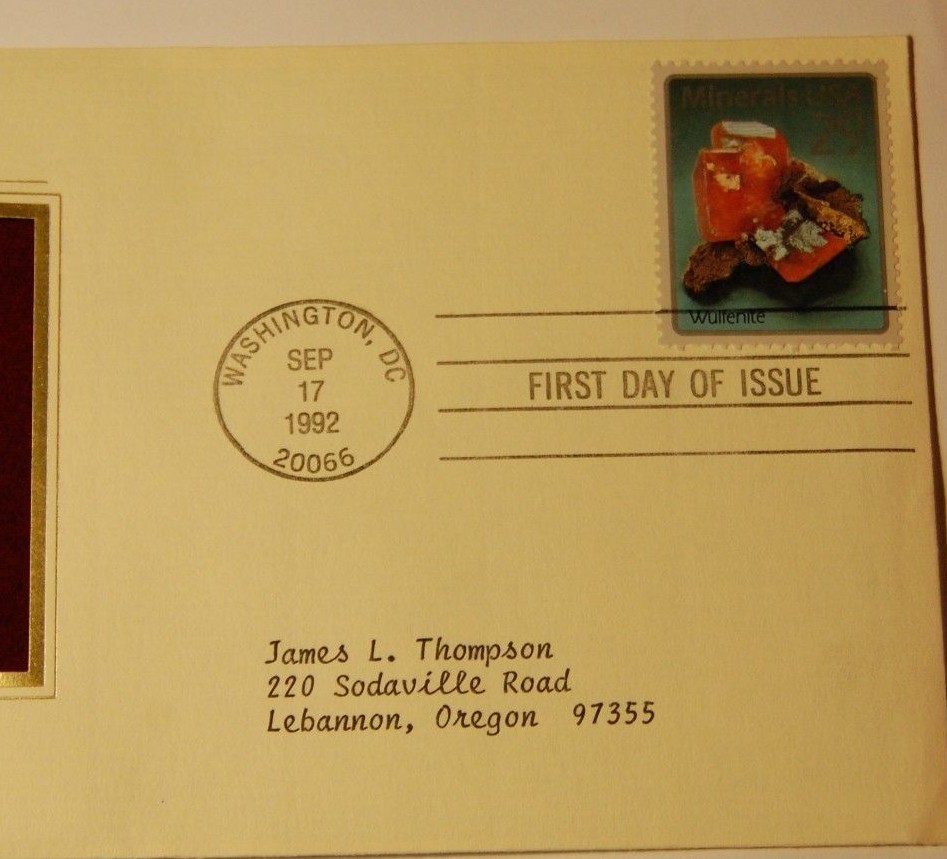 Minerals USA
29
Wulfenite
WASHINGTON, DC
SEP
17
1992
20066
FIRST DAY OF ISSUE
James L. Thompson
220 Sodaville Road
Lebannon, Oregon 97355